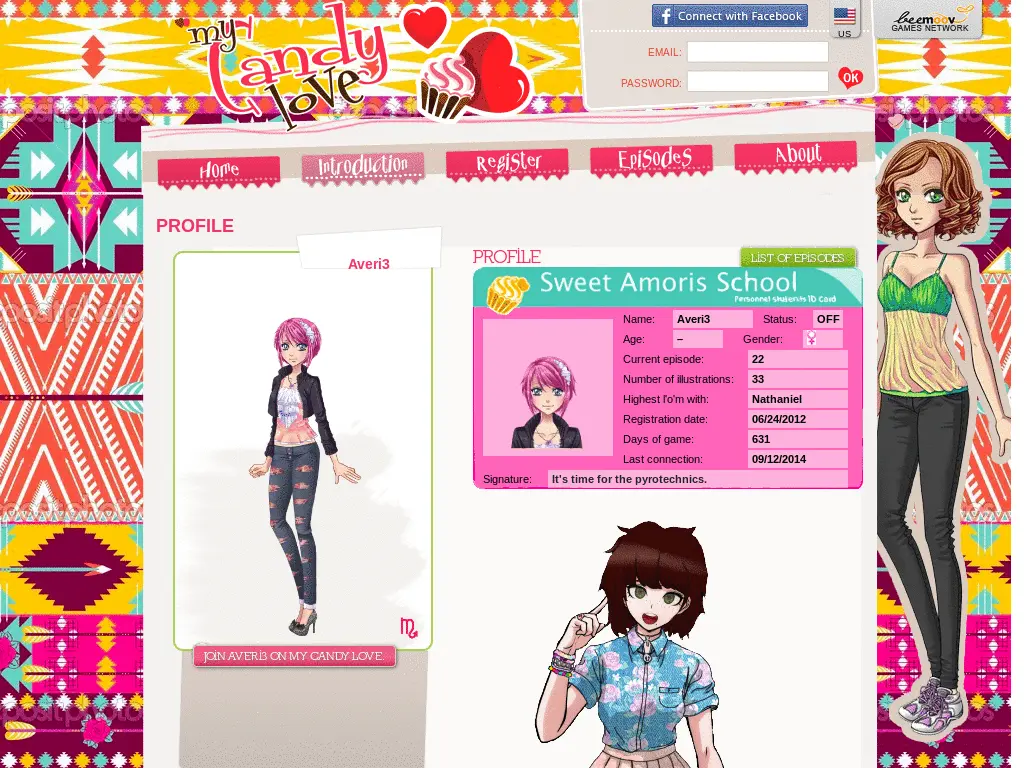 my
Candy
love
Connect with Facebook
US
beemoov
GAMES NETWORK
EMAIL:
PASSWORD:
OK
Home
Introduction
Register
Episodes
About
PROFILE
Averi3
JOIN AVERI3 ON MY CANDY LOVE.
PROFILE
LIST OF EPISODES
Sweet Amoris School
Personnel students ID Card
Name: Averi3 Status: OFF
Age: – Gender:
Current episode: 22
Number of illustrations: 33
Highest l'o'm with: Nathaniel
Registration date: 06/24/2012
Days of game: 631
Last connection: 09/12/2014
Signature: It's time for the pyrotechnics.